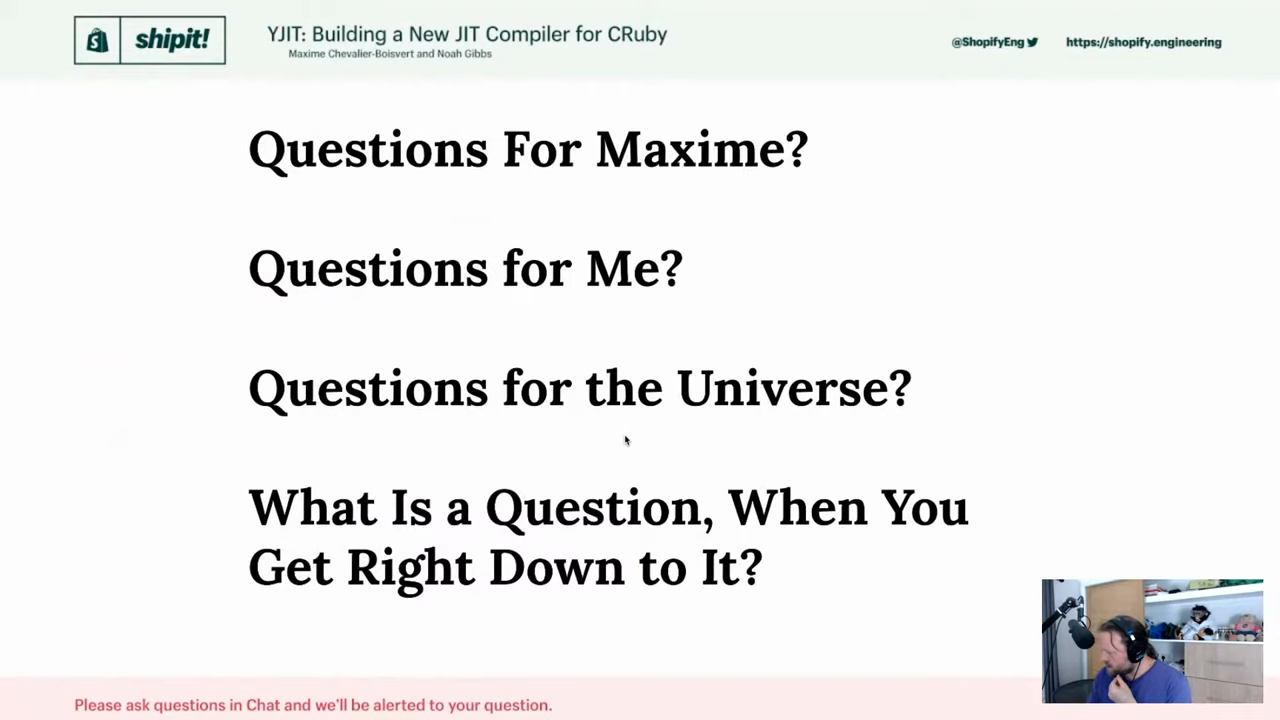 shipit!
YJIT: Building a New JIT Compiler for CRuby
Maxime Chevalier-Boisvert and Noah Gibbs
@ShopifyEng
https://shopify.engineering
Questions For Maxime?
Questions for Me?
Questions for the Universe?
What Is a Question, When You
Get Right Down to It?
Please ask questions in Chat and we'll be alerted to your question.